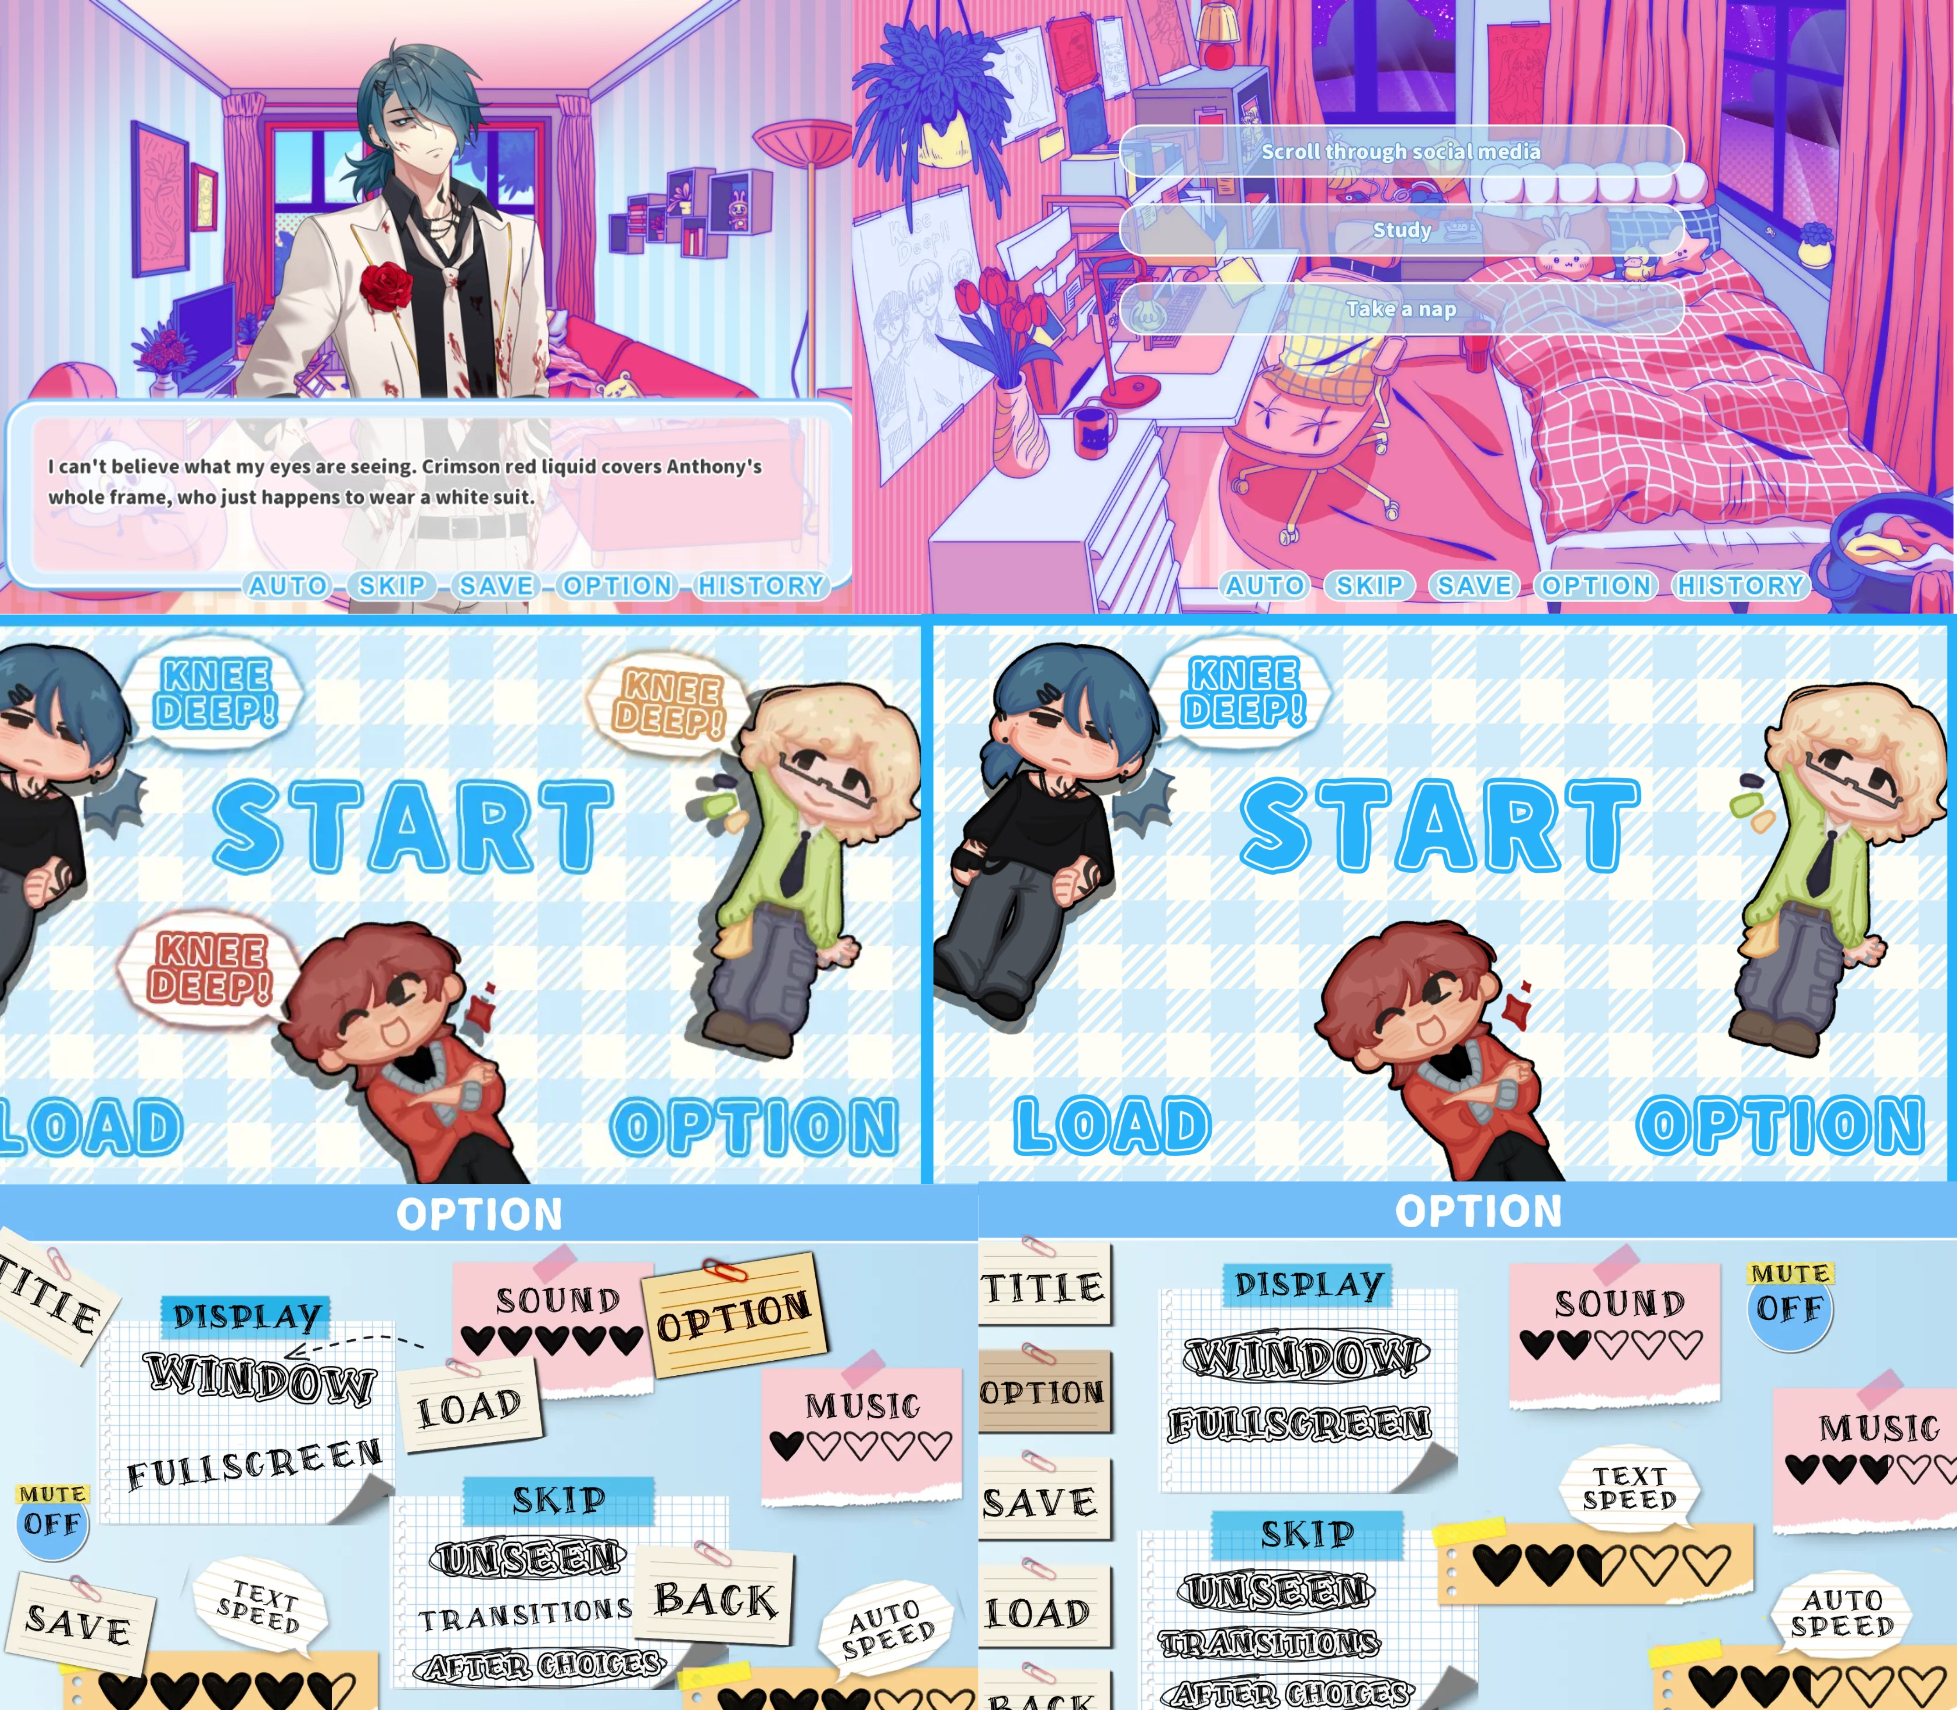 Scroll through social media
Study
Take a nap
Knee
Deep!!
I can't believe what my eyes are seeing. Crimson red liquid covers Anthony's
whole frame, who just happens to wear a white suit.
AUTO SKIP SAVE OPTION HISTORY
AUTO SKIP SAVE OPTION HISTORY
KNEE
DEEP!
KNEE
DEEP!
START
KNEE
DEEP!
LOAD
OPTION
KNEE
DEEP!
START
LOAD
OPTION
OPTION
TITLE
DISPLAY
WINDOW
FULLSCREEN
SOUND
OPTION
LOAD
MUSIC
MUTE
OFF
SKIP
UNSEEN
TRANSITIONS
AFTER CHOICES
BACK
SAVE
TEXT
SPEED
AUTO
SPEED
OPTION
TITLE
OPTION
SAVE
LOAD
BACK
DISPLAY
WINDOW
FULLSCREEN
SOUND
MUTE
OFF
MUSIC
TEXT
SPEED
SKIP
UNSEEN
TRANSITIONS
AFTER CHOICES
AUTO
SPEED